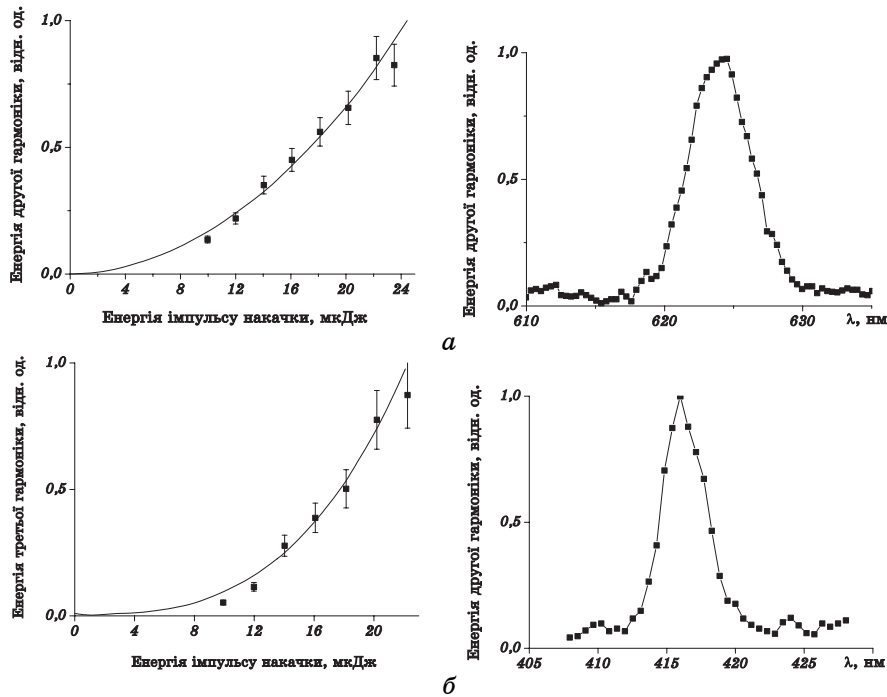 Енергія другої гармоніки, відн. од.
1,0
0,5
0,0
0 4 8 12 16 20 24
Енергія імпульсу накачки, мкДж
Енергія другої гармоніки, відн. од.
1,0
0,5
0,0
610 620 630 λ, нм
а
Енергія третьої гармоніки, відн. од.
1,0
0,5
0,0
0 4 8 12 16 20
Енергія імпульсу накачки, мкДж
Енергія другої гармоніки, відн. од.
1,0
0,5
0,0
405 410 415 420 425 λ, нм
б